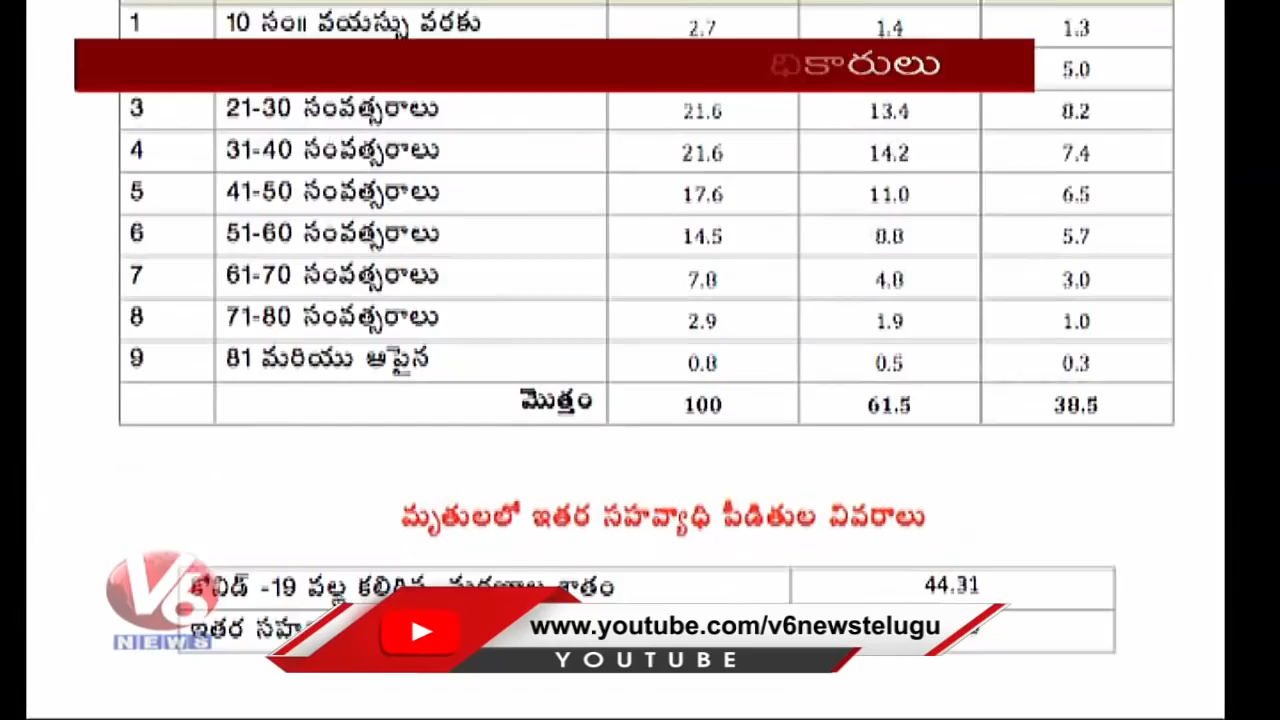 1 10 సం॥ వయస్సు వరకు 2.7 1.4 1.3
కారులు
5.0
3 21-30 సంవత్సరాలు 21.6 13.4 8.2
4 31-40 సంవత్సరాలు 21.6 14.2 7.4
5 41-50 సంవత్సరాలు 17.6 11.0 6.5
6 51-60 సంవత్సరాలు 14.5 8.8 5.7
7 61-70 సంవత్సరాలు 7.8 4.8 3.0
8 71-80 సంవత్సరాలు 2.9 1.9 1.0
9 81 మరియు ఆపైన 0.8 0.5 0.3
మొత్తం 100 61.5 38.5
మృతులలో ఇతర సహవ్యాధి పీడితుల వివరాలు
కోవిడ్ -19 వల్ల కలిగిన మరణాల శాతం 44.31
ఇతర
V6
NEWS
www.youtube.com/v6newstelugu
YOUTUBE